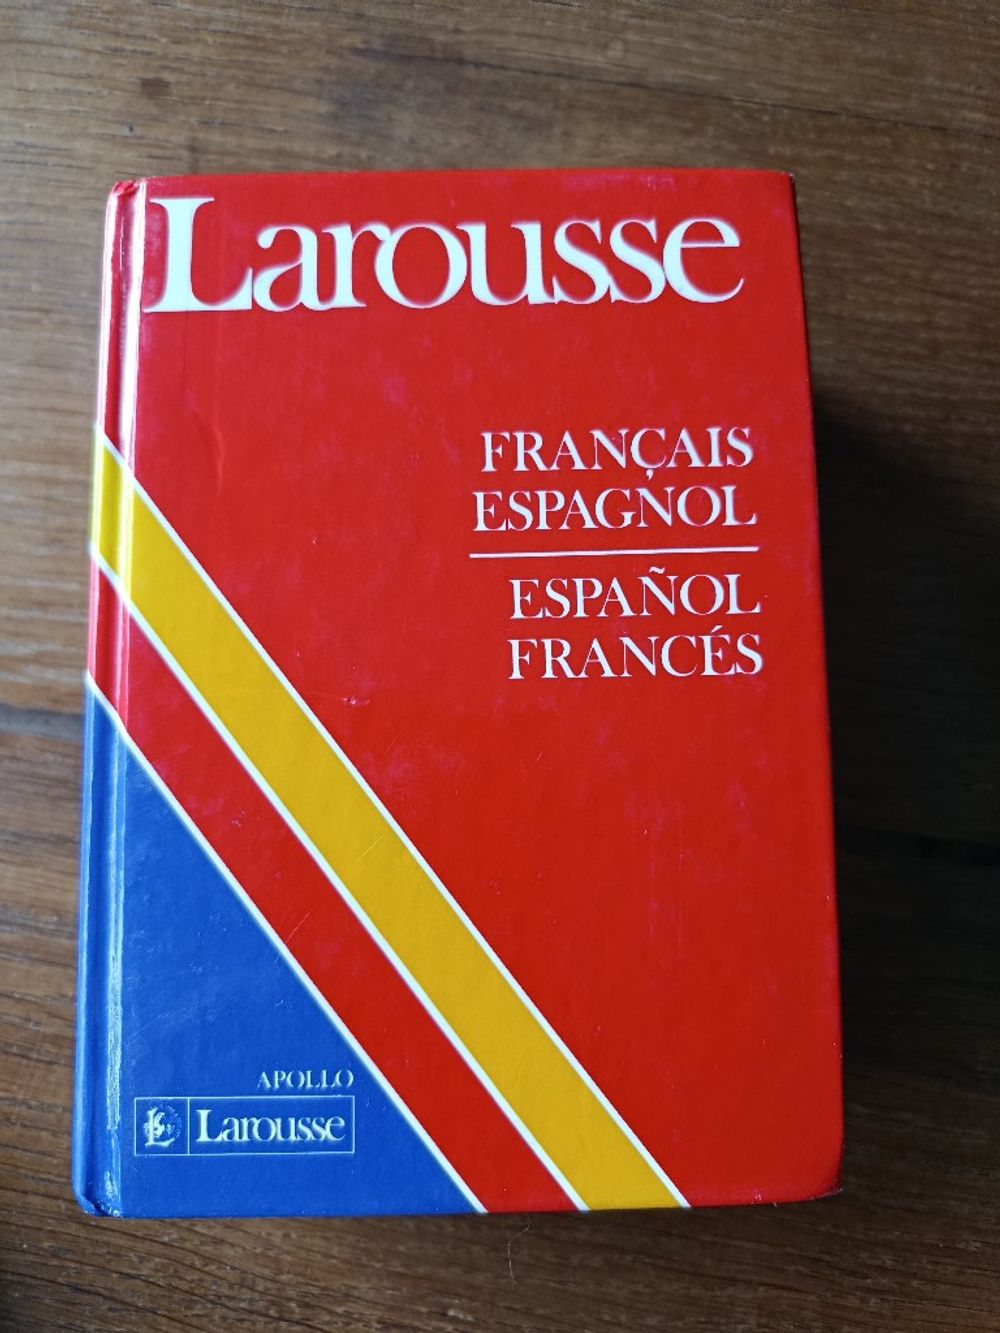 Larousse
FRANÇAIS
ESPAGNOL
ESPAÑOL
FRANCÉS
APOLLO
Larousse